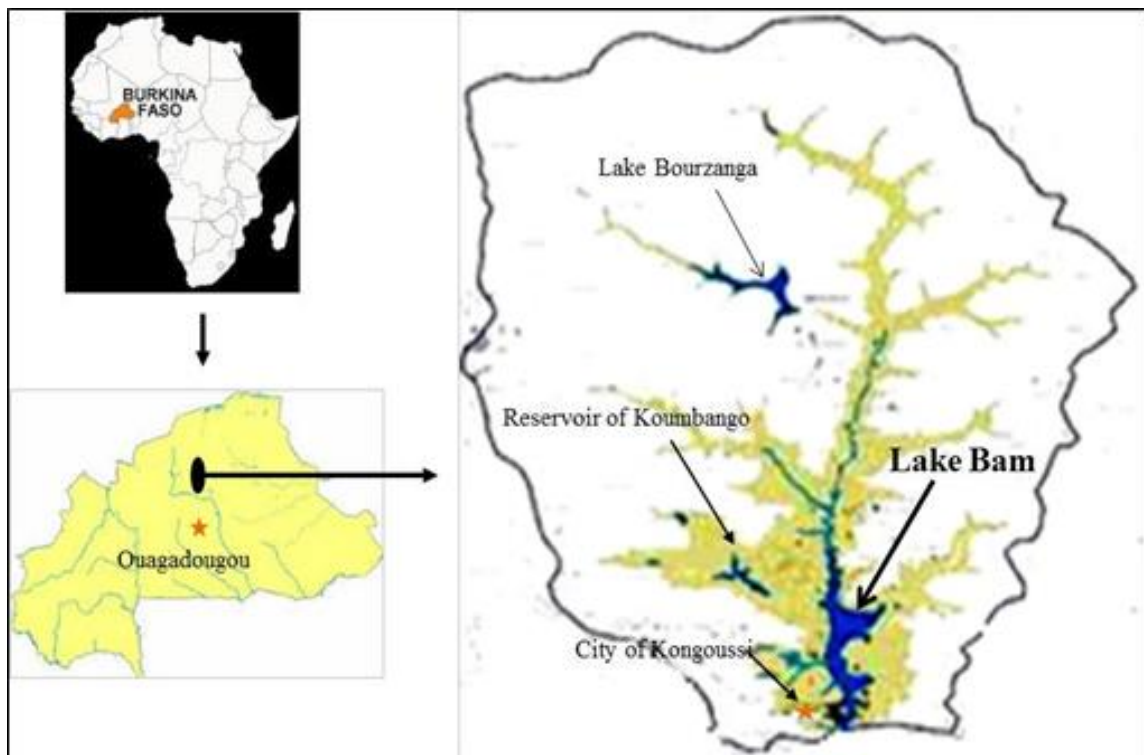 BURKINA
FASO
Ouagadougou
Lake Bourzanga
Reservoir of Koumbango
Lake Bam
City of Kongoussi